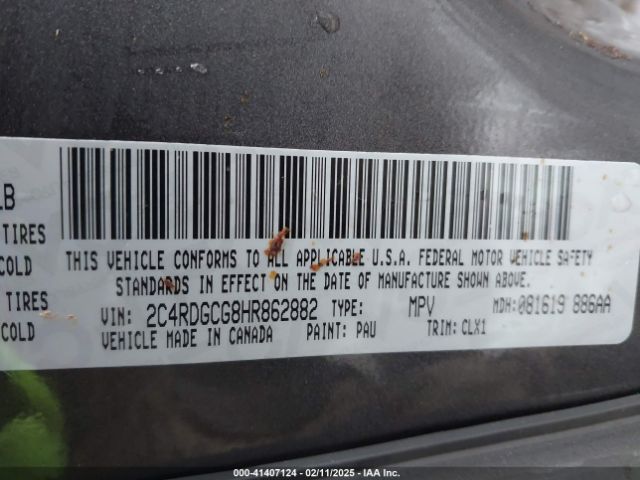 LB
TIRES
COLD
TIRES
COLD
THIS VEHICLE CONFORMS TO ALL APPLICABLE U.S.A. FEDERAL MOTOR VEHICLE SAFETY
STANDARDS IN EFFECT ON THE DATE OF MANUFACTURE SHOWN ABOVE.
VIN: 2C4RDGCG8HR862882 TYPE: MPV MDH:081619 886AA
VEHICLE MADE IN CANADA PAINT: PAU TRIM: CLX1
000-41407124 - 02/11/2025 - IAA Inc.